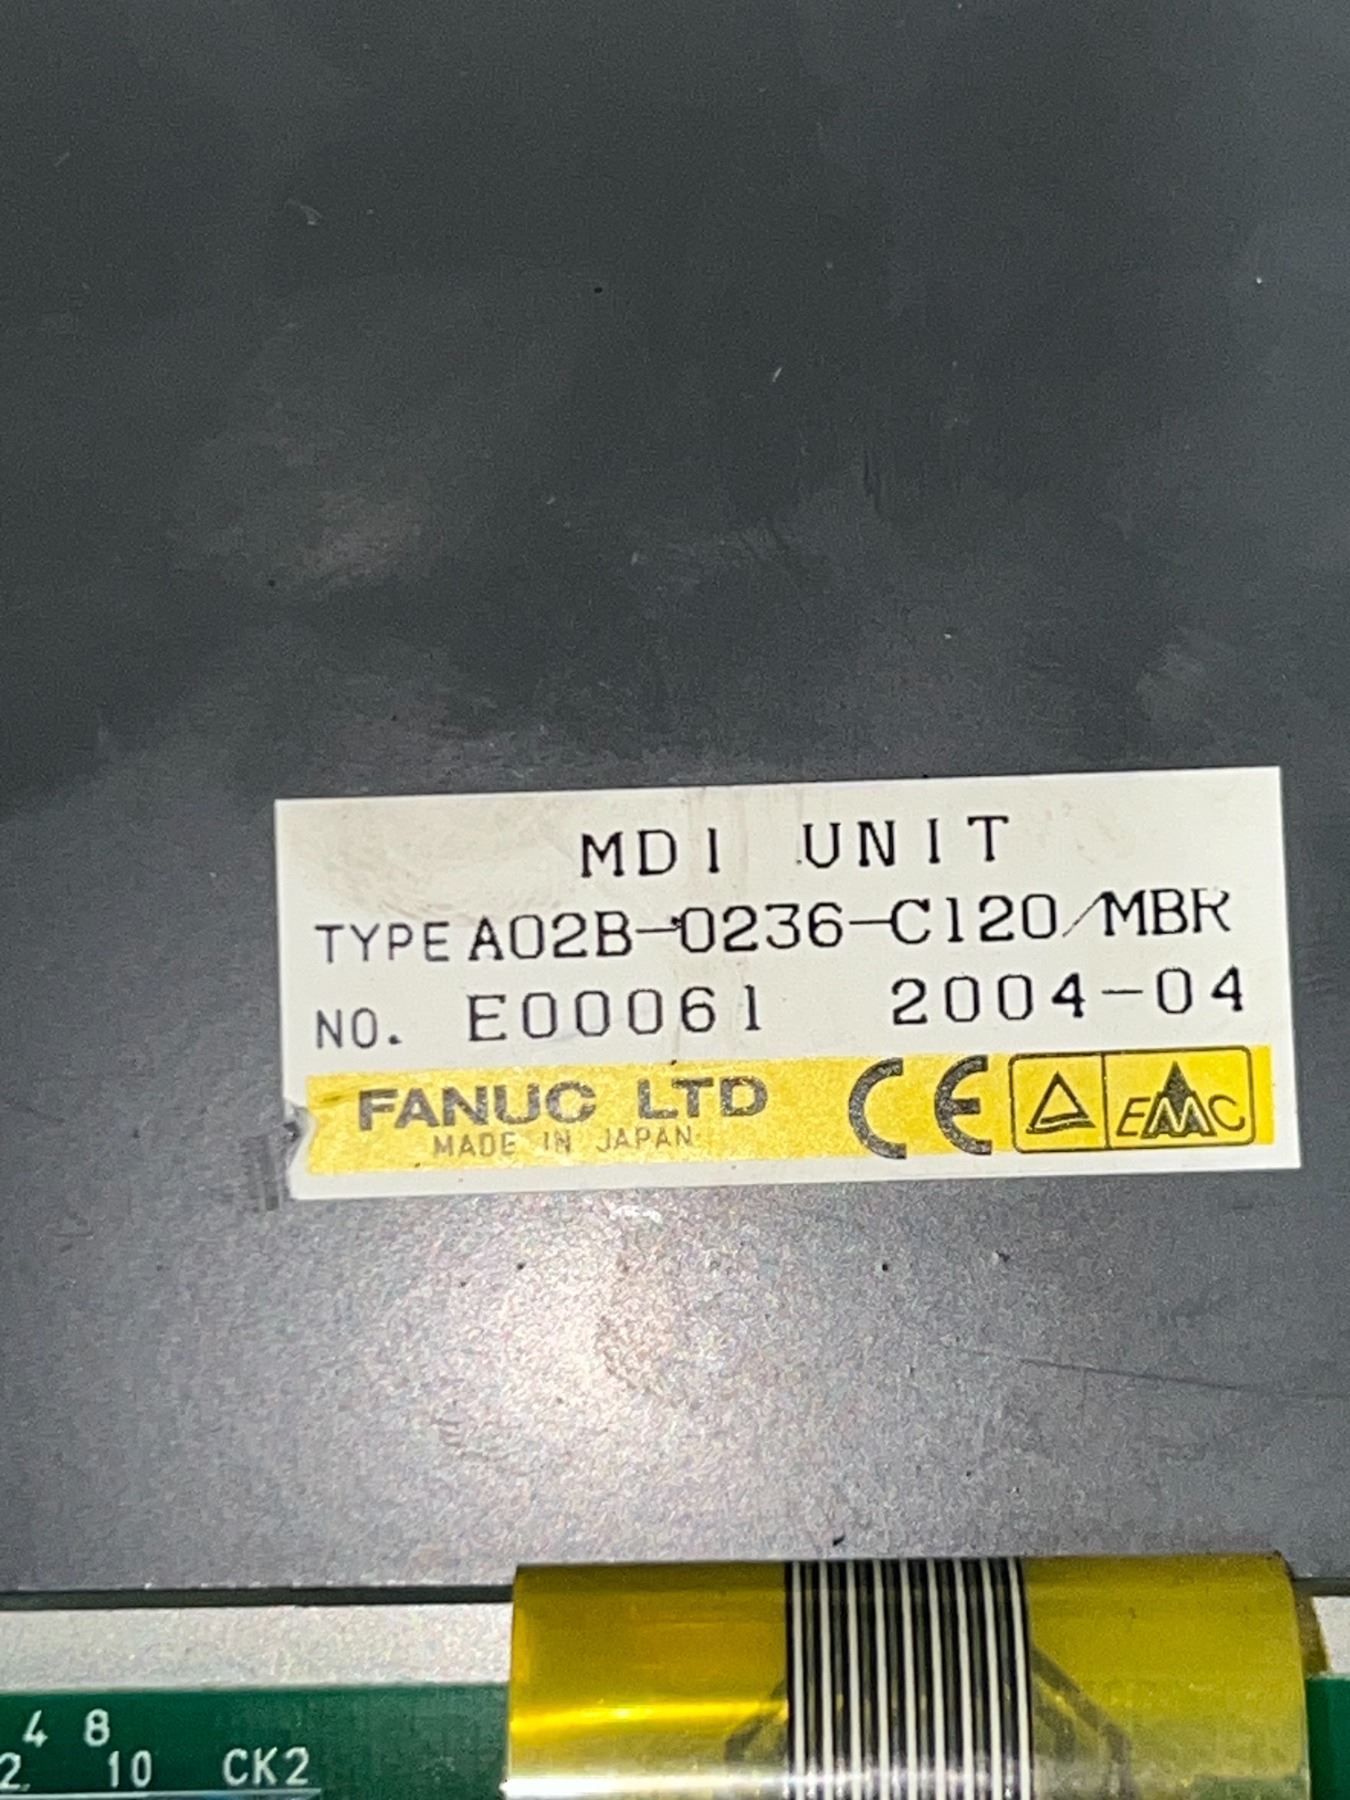 MDI UNIT
TYPE A02B-0236-C120/MBR
NO. E00061 2004-04
FANUC LTD CE EMC
MADE IN JAPAN
4 8
2 10 CK2